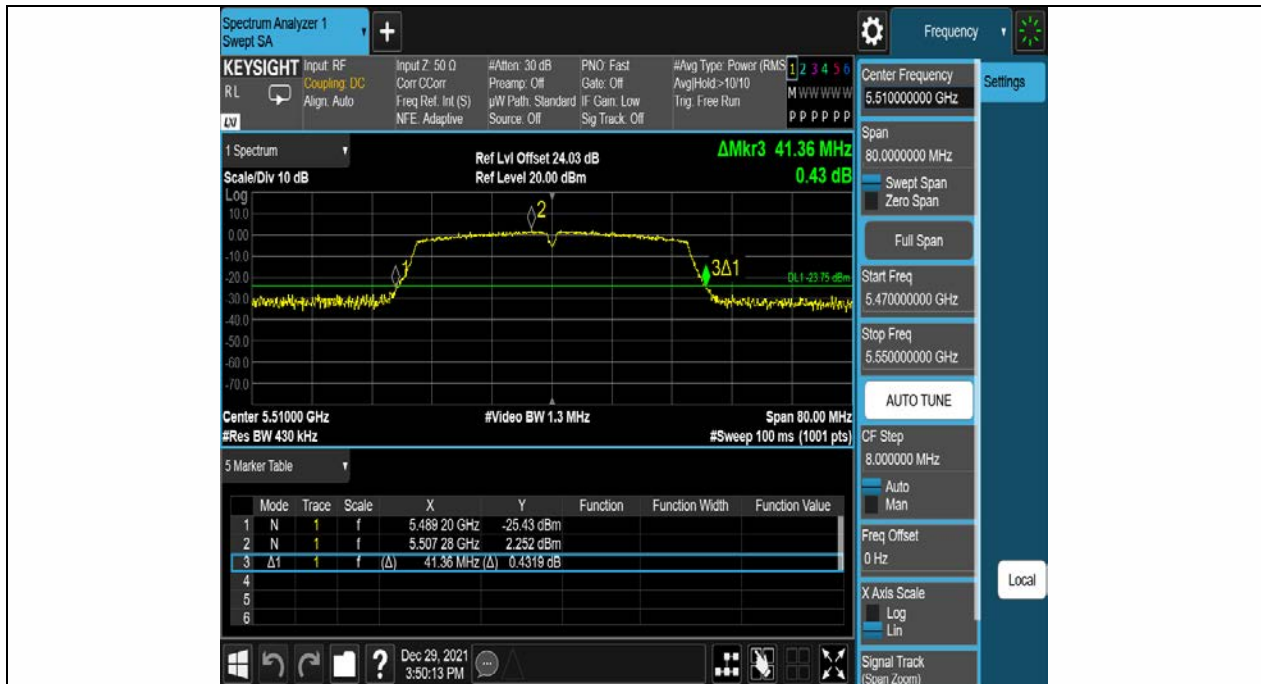 Spectrum Analyzer 1
Swept SA
+
Frequency
KEYSIGHT
RL
LXI
Input: RF
Coupling: DC
Align: Auto
Input Z: 50 Ω
Corr CCorr
Freq Ref: Int (S)
NFE: Adaptive
#Atten: 30 dB
Preamp: Off
µW Path: Standard
Source: Off
PNO: Fast
Gate: Off
IF Gain: Low
Sig Track: Off
#Avg Type: Power (RMS
Avg|Hold:>10/10
Trig: Free Run
1 2 3 4 5 6
M W W W W W
P P P P P P
1 Spectrum
Scale/Div 10 dB
Ref Lvl Offset 24.03 dB
Ref Level 20.00 dBm
ΔMkr3 41.36 MHz
0.43 dB
Log
10.0
0.00
-10.0
-20.0
-30.0
-40.0
-50.0
-60.0
-70.0
1
2
3Δ1
DL1 -23.75 dBm
Center 5.51000 GHz
#Video BW 1.3 MHz
Span 80.00 MHz
#Res BW 430 kHz
#Sweep 100 ms (1001 pts)
5 Marker Table
Mode Trace Scale X Y Function Function Width Function Value
1 N 1 f 5.489 20 GHz -25.43 dBm
2 N 1 f 5.507 28 GHz 2.252 dBm
3 Δ1 1 f (Δ) 41.36 MHz (Δ) 0.4319 dB
4
5
6
?
Dec 29, 2021
3:50:13 PM
Center Frequency
5.510000000 GHz
Span
80.0000000 MHz
Swept Span
Zero Span
Full Span
Start Freq
5.470000000 GHz
Stop Freq
5.550000000 GHz
AUTO TUNE
CF Step
8.000000 MHz
Auto
Man
Freq Offset
0 Hz
X Axis Scale
Log
Lin
Signal Track
(Span Zoom)
Settings
Local